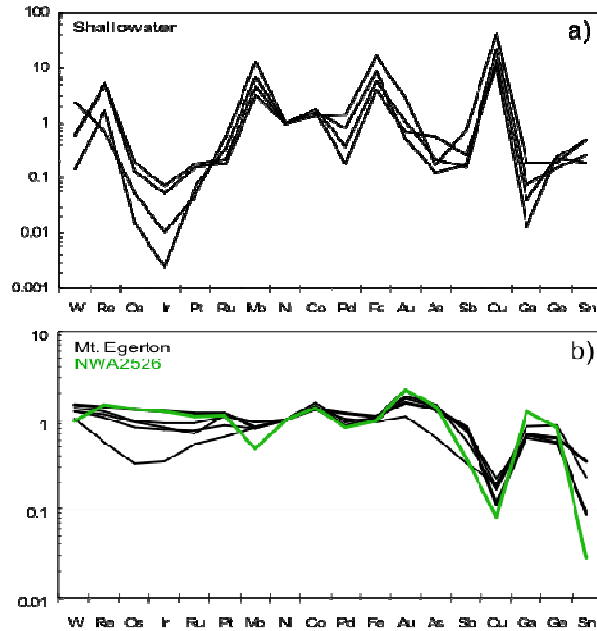 100
Shallowater
a)
10
1
0.1
0.01
0.001
W Re Os Ir Pt Ru Mo Ni Co Pd Fe Au As Sb Cu Ga Ge Sn
10
Mt. Egerton
b)
NWA2526
1
0.1
0.01
W Re Os Ir Ru Pt Mo Ni Co Pd Fe Au As Sb Cu Ga Ge Sn